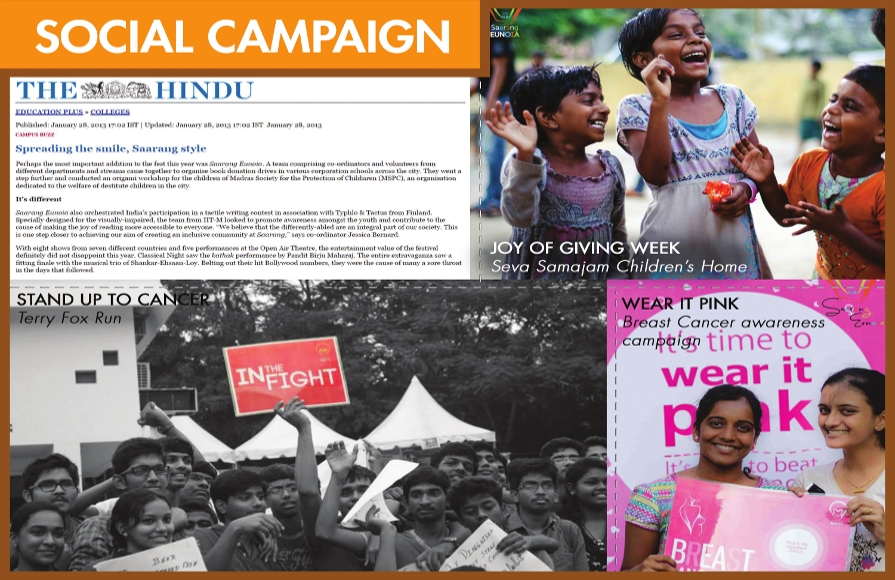 SOCIAL CAMPAIGN
THE HINDU
EDUCATION PLUS » COLLEGES
Published: January 28, 2013 17:02 IST | Updated: January 28, 2013 17:02 IST January 28, 2013
CAMPUS BUZZ
Spreading the smile, Saarang style
Perhaps the most important addition to the fest this year was Saarang Eunoia. A team comprising co-ordinators and volunteers from
different departments and streams came together to organise book donation drives in various corporation schools across the city. They went a
step further and conducted an origami workshop for the children of Madras Society for the Protection of Childuren (MSPC), an organisation
dedicated to the welfare of destitute children in the city.
It's different
Saarang Eunoia also orchestrated India's participation in a tactile writing contest in association with Typhlo & Tactus from Finland.
Specially designed for the visually-impaired, the team from IIT-M looked to promote awareness amongst the youth and contribute to the
cause of making the joy of reading more accessible to everyone. "We believe that the differently-abled are an integral part of our society. This
is one step closer to achieving our aim of creating an inclusive community at Saarang," says co-ordinator Jessica Bernard.
With eight shows from seven different countries and five performances at the Open Air Theatre, the entertainment value of the festival
definitely did not disappoint this year. Classical Night saw the kathak performance by Pandit Birju Maharaj. The entire extravaganza saw a
fitting finale with the musical trio of Shankar-Ehsaan-Loy. Belting out their hit Bollywood numbers, they were the cause of many a sore throat
in the days that followed.
Saarang
EUNOIA
JOY OF GIVING WEEK
Seva Samajam Children's Home
STAND UP TO CANCER
Terry Fox Run
IN THE
FIGHT
WEAR IT PINK
Breast Cancer awareness
campaign
It's time to
wear it
pink
It's to beat
BREAST